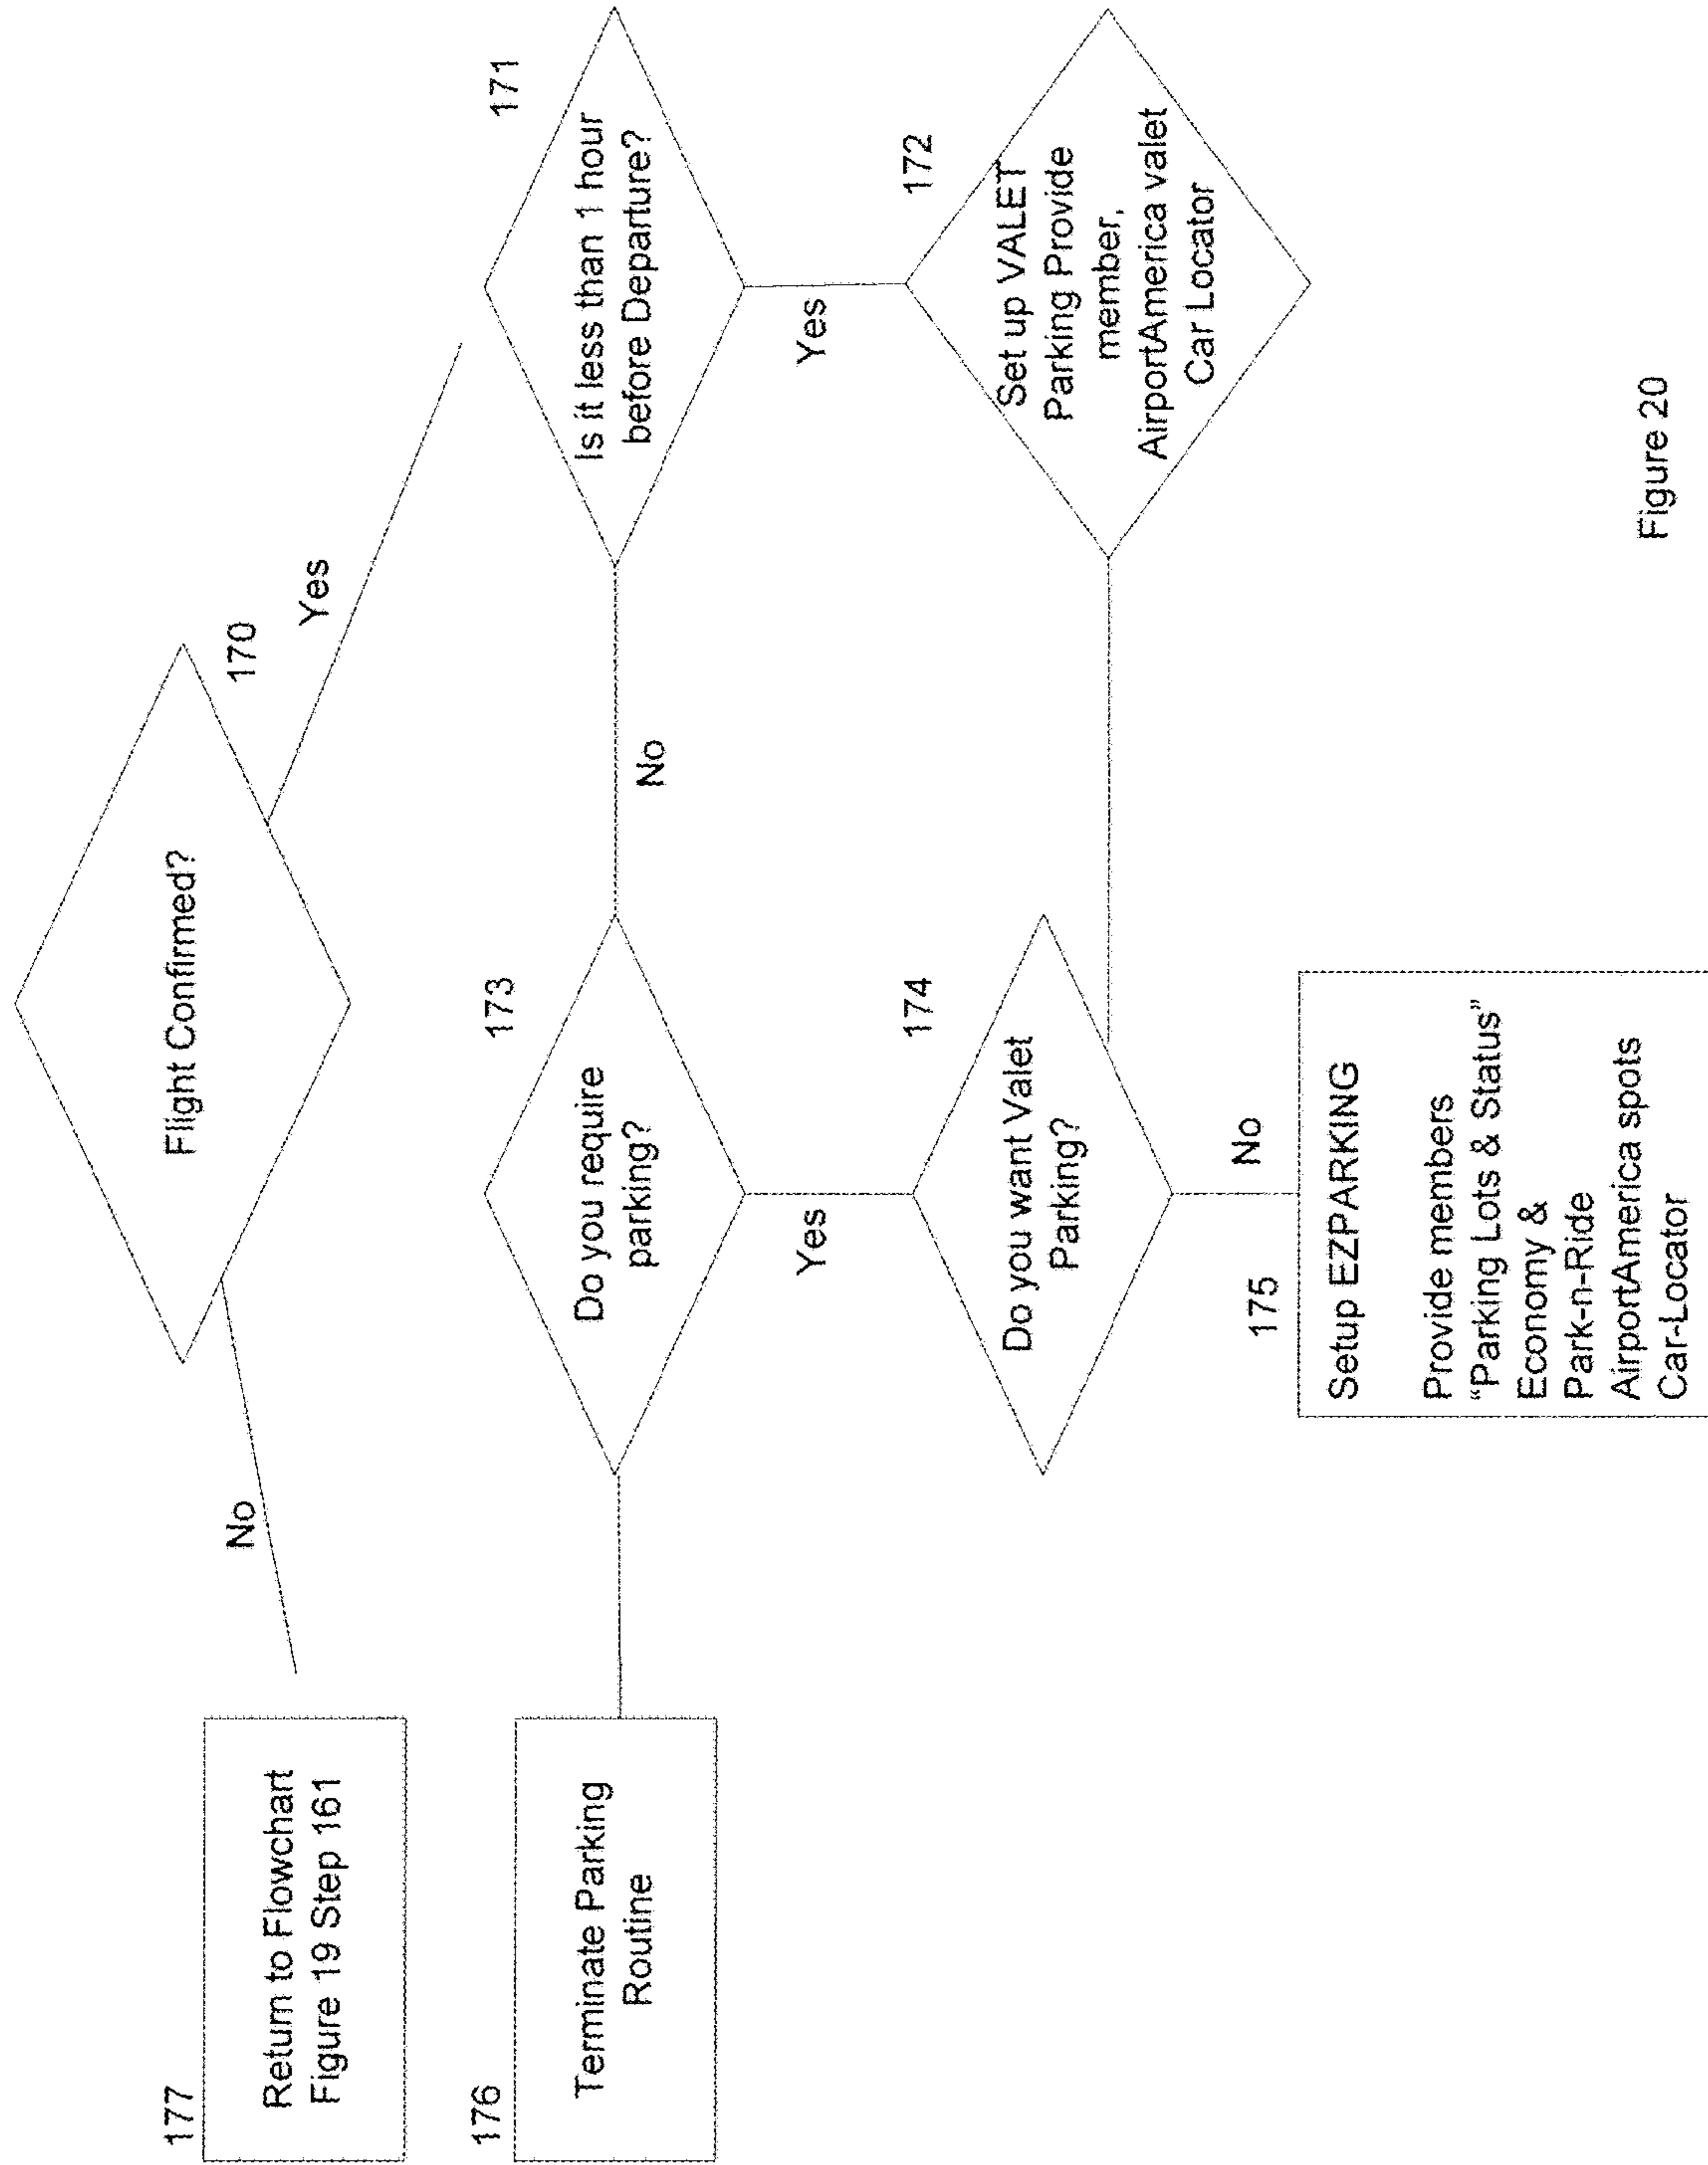 Flight Confirmed?
170
No
Yes
177
Return to Flowchart
Figure 19 Step 161
171
Is it less than 1 hour
before Departure?
No
Yes
173
Do you require
parking?
Yes
176
Terminate Parking
Routine
172
Set up VALET
Parking Provide
member,
AirportAmerica valet
Car Locator
174
Do you want Valet
Parking?
No
175
Setup EZPARKING
Provide members
“Parking Lots & Status”
Economy &
Park-n-Ride
AirportAmerica spots
Car-Locator
Figure 20